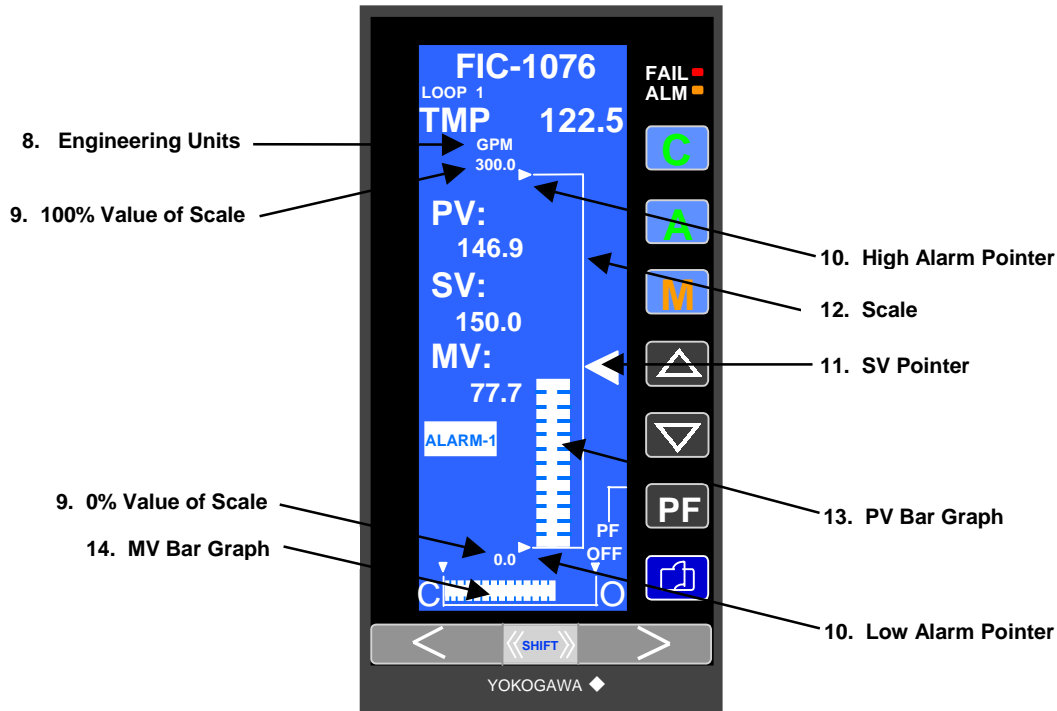 FIC-1076
LOOP 1
TMP 122.5
GPM
300.0
PV:
146.9
SV:
150.0
MV:
77.7
ALARM-1
PF
OFF
0.0
C O
FAIL
ALM
C
A
M
PF
< SHIFT >
YOKOGAWA
8. Engineering Units
9. 100% Value of Scale
9. 0% Value of Scale
14. MV Bar Graph
10. High Alarm Pointer
12. Scale
11. SV Pointer
13. PV Bar Graph
10. Low Alarm Pointer